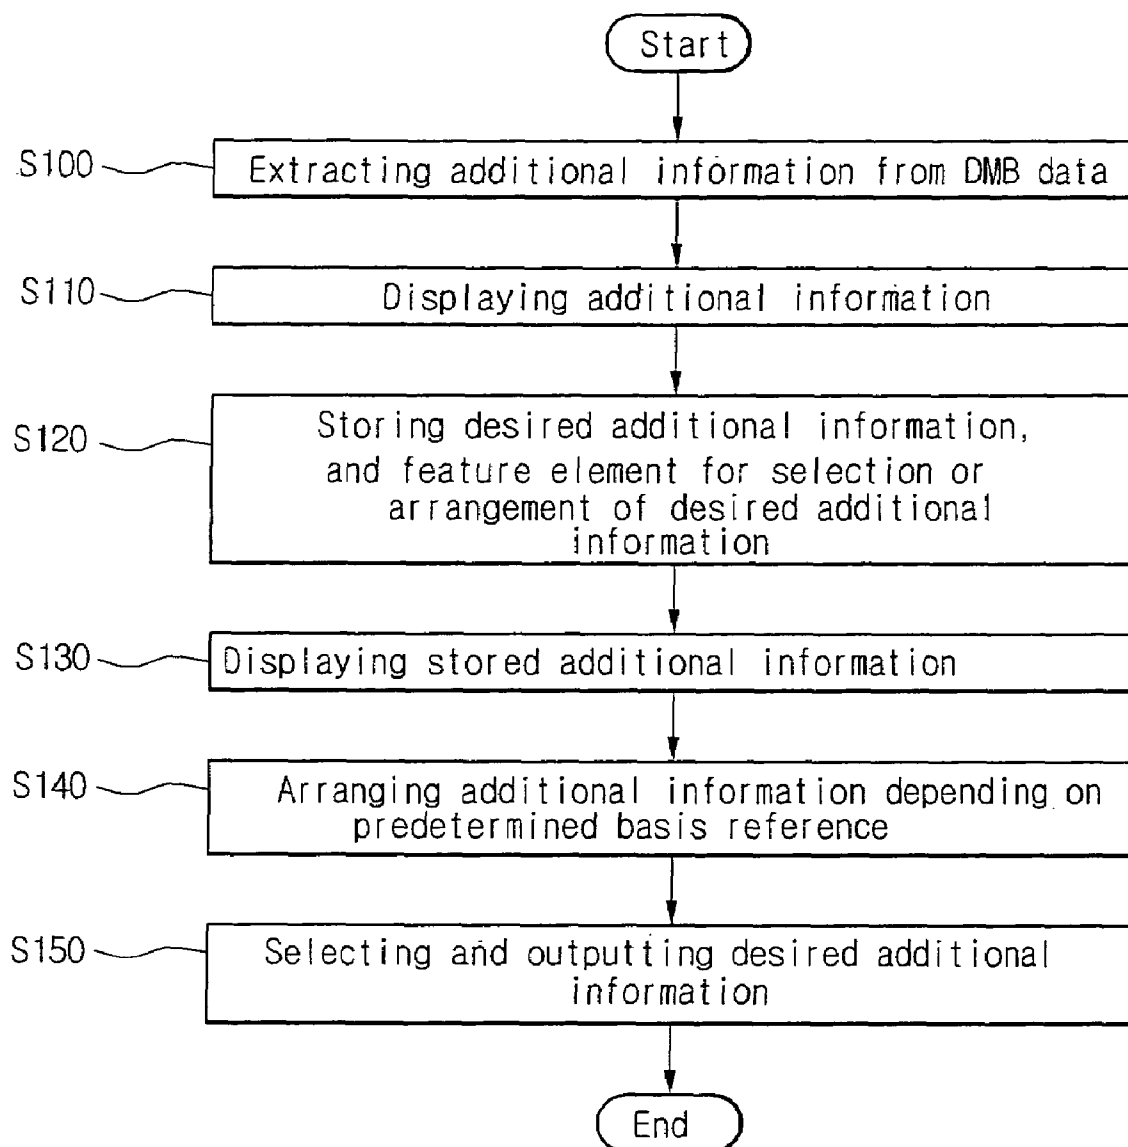 Start
S100
Extracting additional information from DMB data
S110
Displaying additional information
S120
Storing desired additional information,
and feature element for selection or
arrangement of desired additional
information
S130
Displaying stored additional information
S140
Arranging additional information depending on
predetermined basis reference
S150
Selecting and outputting desired additional
information
End